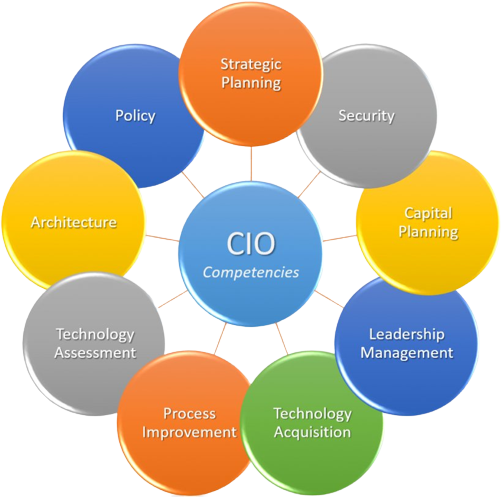 Strategic
Planning
Security
Capital
Planning
Leadership
Management
Technology
Acquisition
Process
Improvement
Technology
Assessment
Architecture
Policy
CIO
Competencies